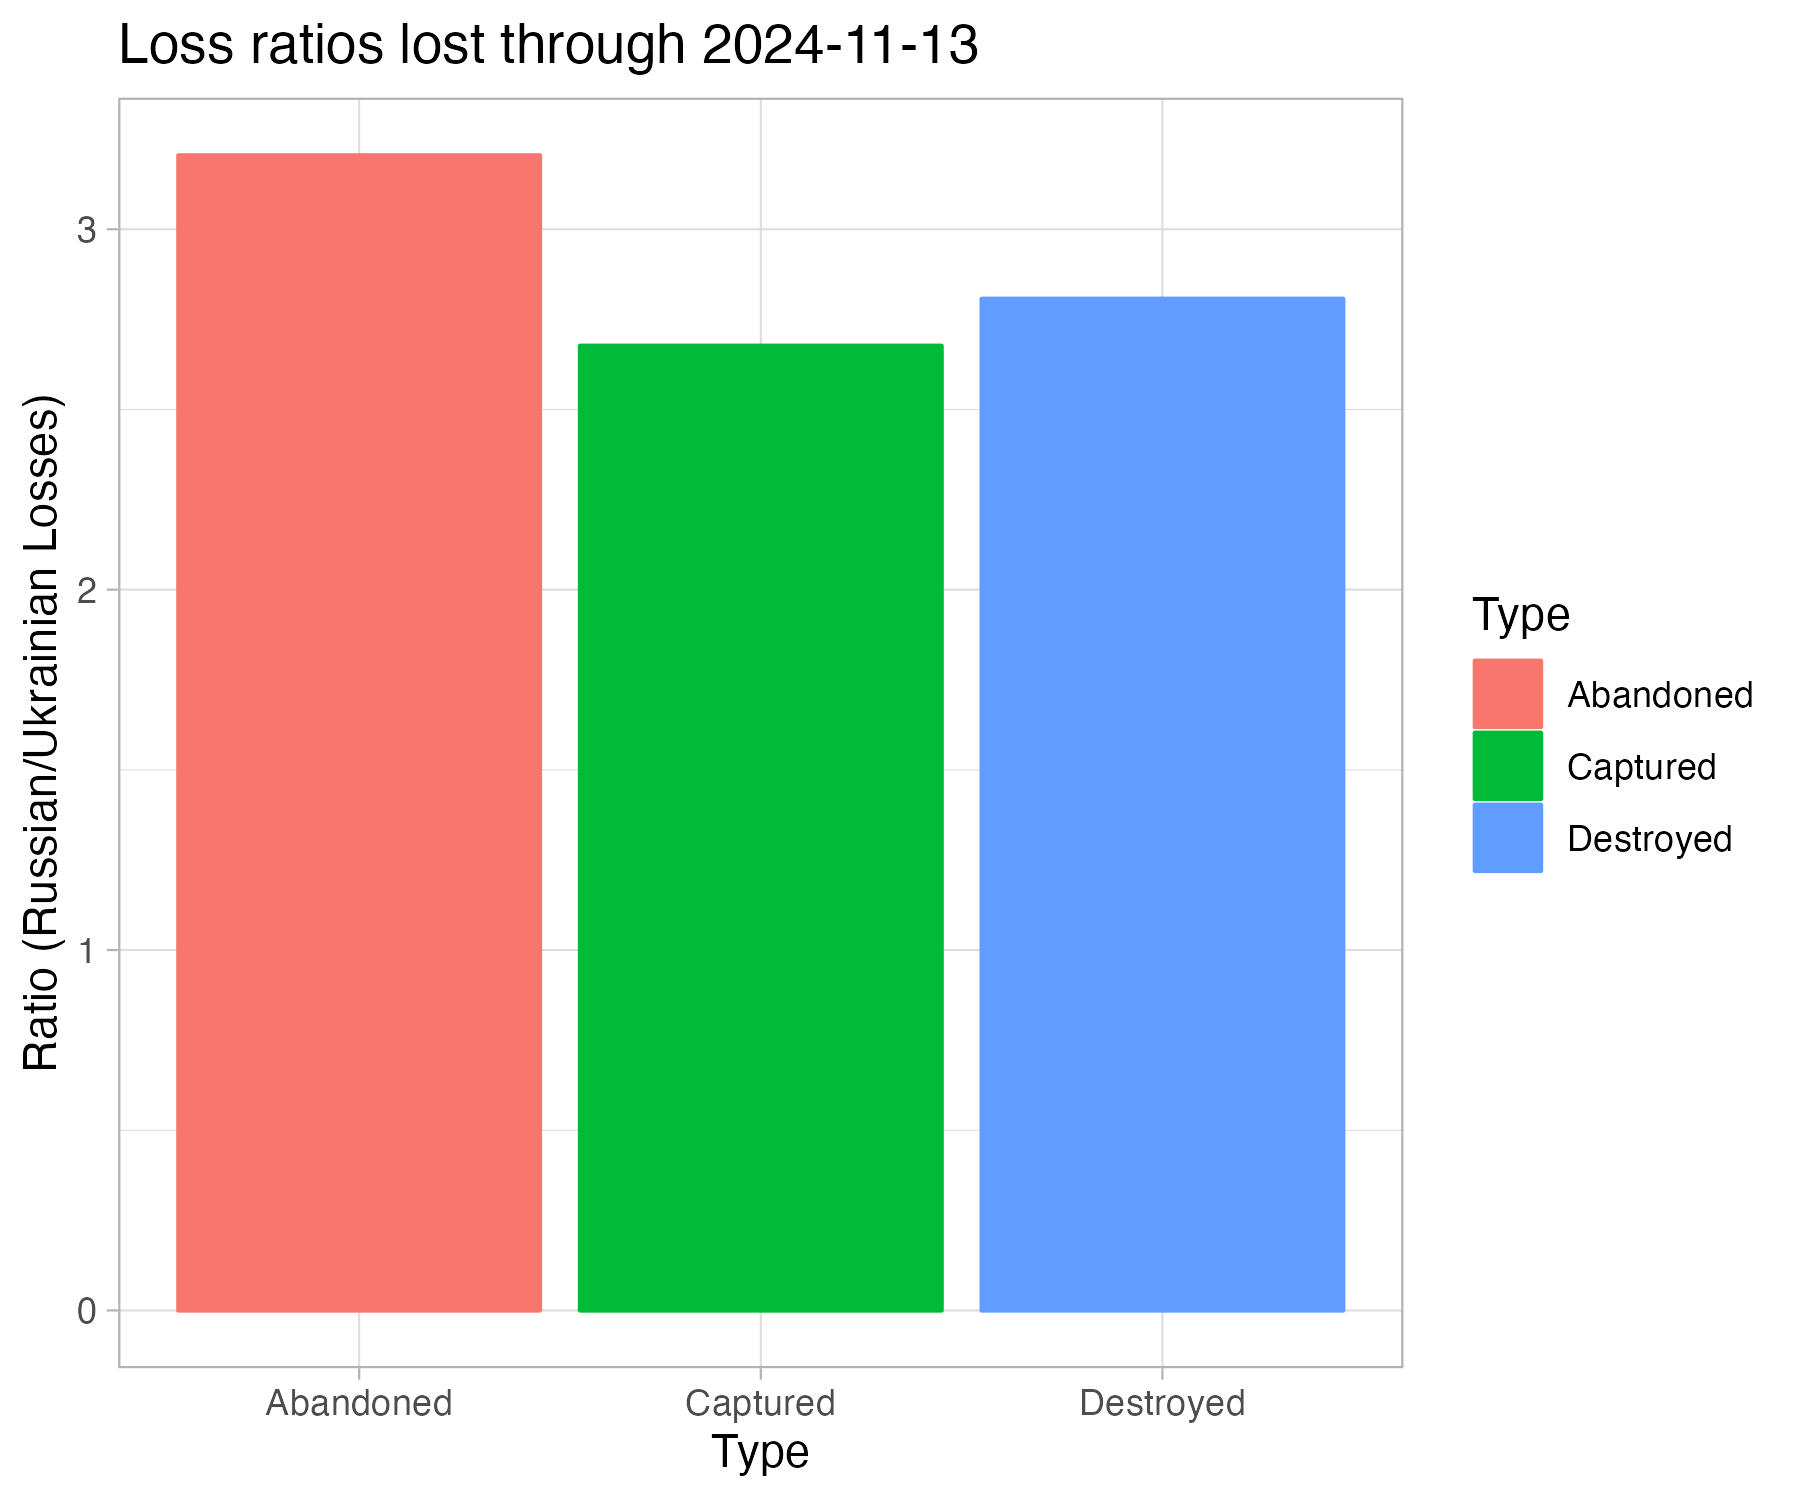 Loss ratios lost through 2024-11-13
Ratio (Russian/Ukrainian Losses)
3
2
1
0
Abandoned
Captured
Destroyed
Type
Type
Abandoned
Captured
Destroyed